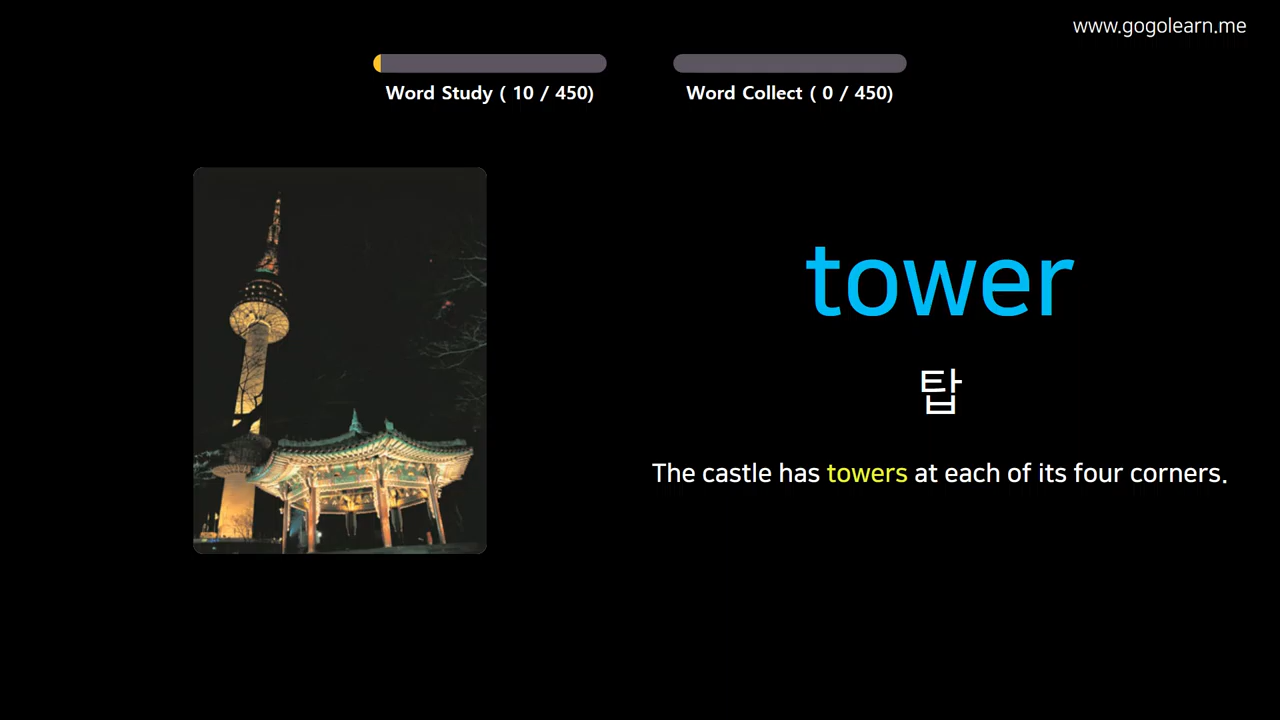 www.gogolearn.me
Word Study ( 10 / 450)
Word Collect ( 0 / 450)
tower
탑
The castle has towers at each of its four corners.